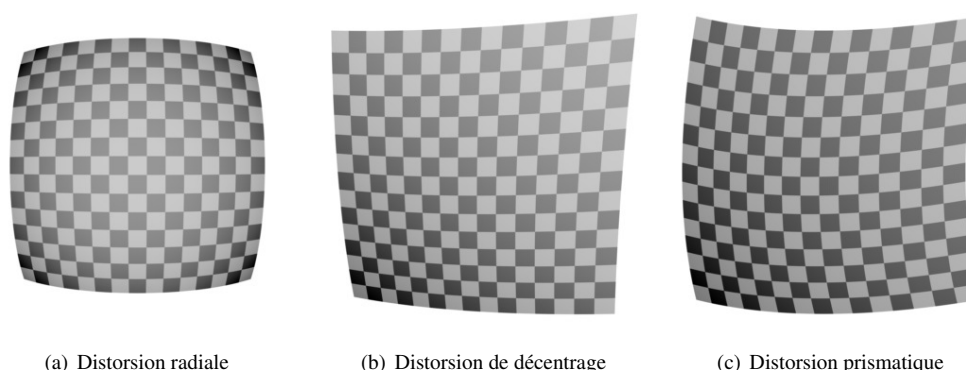 (a) Distorsion radiale
(b) Distorsion de décentrage
(c) Distorsion prismatique